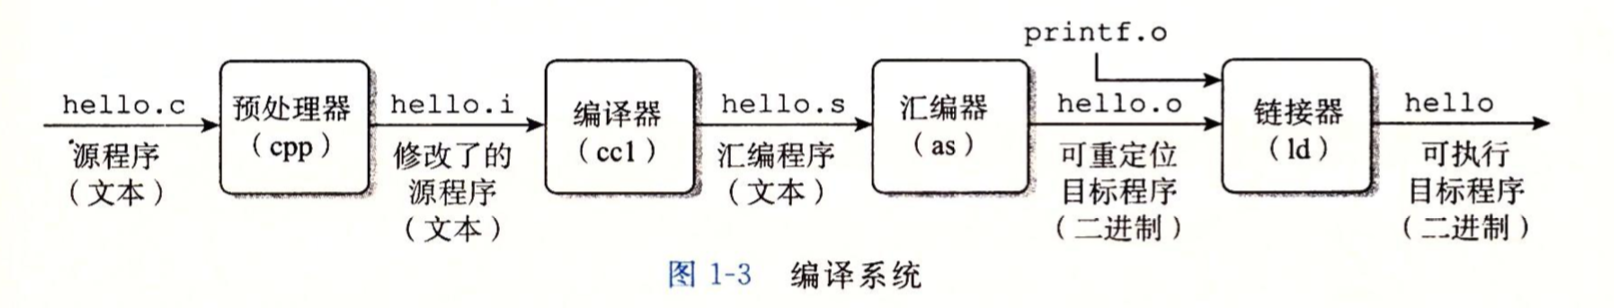 printf.o
hello.c
预处理器
(cpp)
源程序
(文本)
hello.i
修改了的
源程序
(文本)
编译器
(cc1)
hello.s
汇编程序
(文本)
汇编器
(as)
hello.o
可重定位
目标程序
(二进制)
链接器
(ld)
hello
可执行
目标程序
(二进制)
图 1-3 编译系统